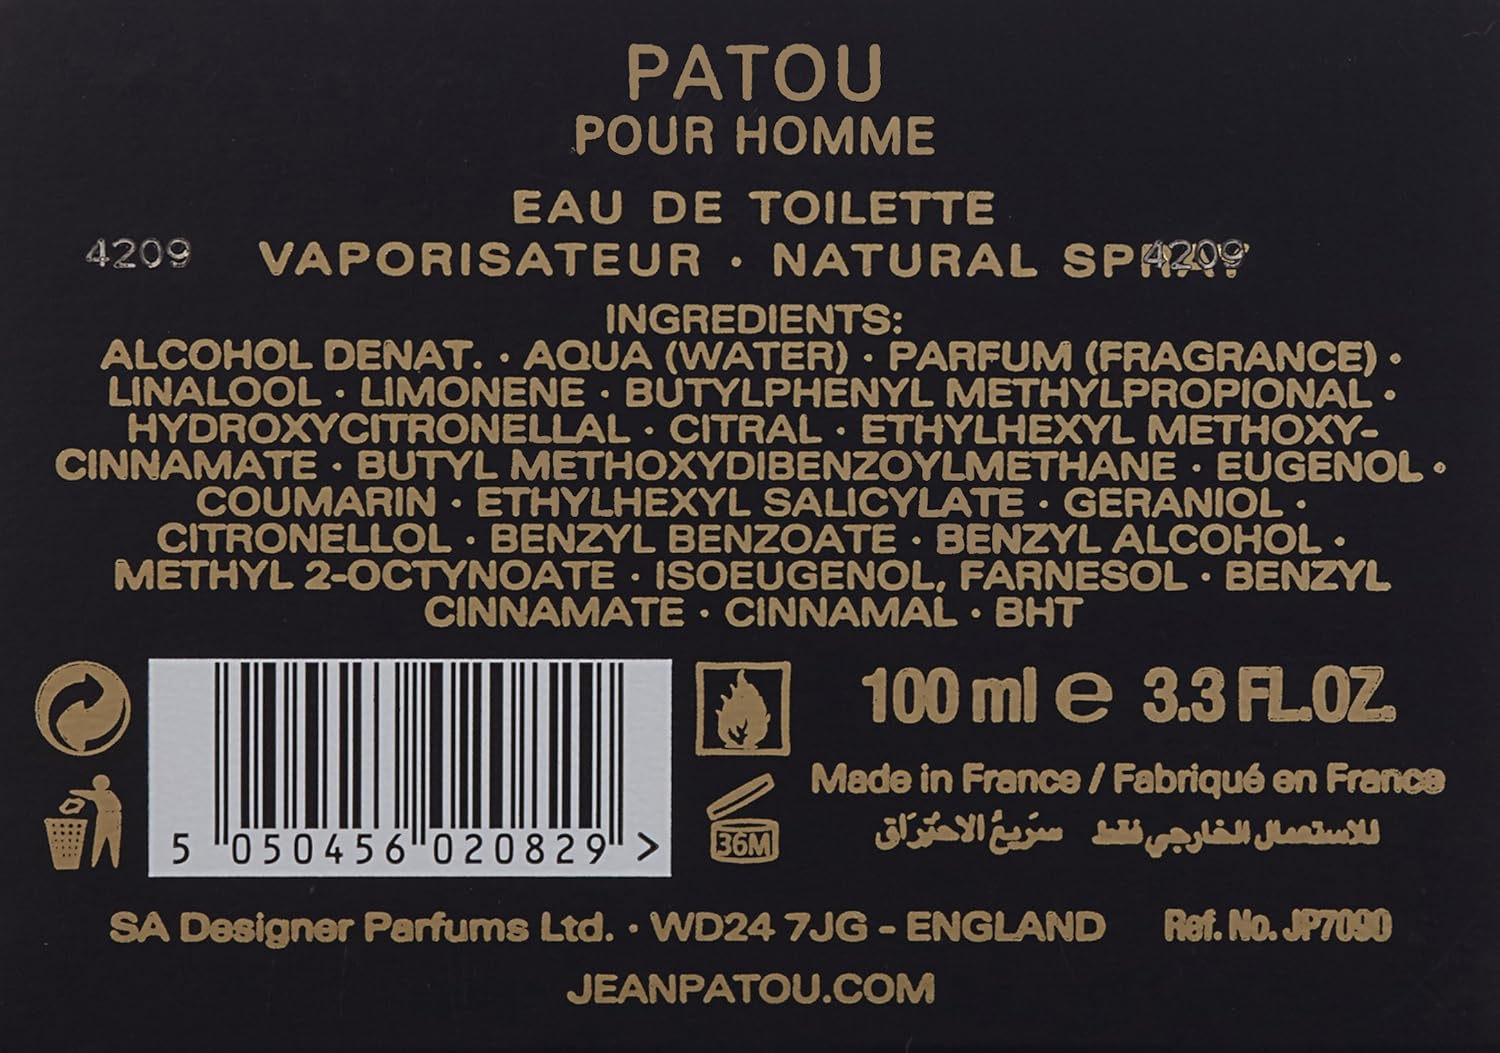 PATOU
POUR HOMME
EAU DE TOILETTE
4209 VAPORISATEUR · NATURAL SPRAY 4209
INGREDIENTS:
ALCOHOL DENAT. · AQUA (WATER) · PARFUM (FRAGRANCE) ·
LINALOOL · LIMONENE · BUTYLPHENYL METHYLPROPIONAL ·
HYDROXYCITRONELLAL · CITRAL · ETHYLHEXYL METHOXY-
CINNAMATE · BUTYL METHOXYDIBENZOYLMETHANE · EUGENOL ·
COUMARIN · ETHYLHEXYL SALICYLATE · GERANIOL ·
CITRONELLOL · BENZYL BENZOATE · BENZYL ALCOHOL ·
METHYL 2-OCTYNOATE · ISOEUGENOL, FARNESOL · BENZYL
CINNAMATE · CINNAMAL · BHT
100 ml e 3.3 FL.OZ.
Made in France / Fabriqué en France
للاستعمال الخارجي فقط سَرِيعُ الاحتِرَاق
36M
5 050456 020829 >
SA Designer Parfums Ltd. · WD24 7JG - ENGLAND Ref. No. JP7090
JEANPATOU.COM